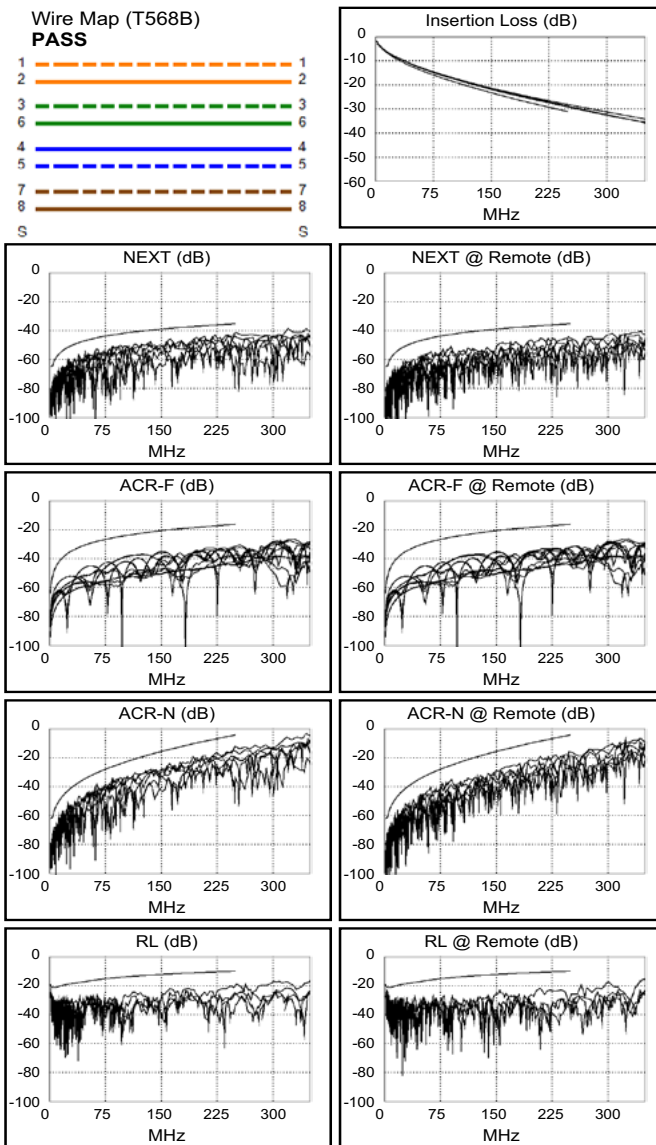 Wire Map (T568B)
PASS
1 1
2 2
3 3
6 6
4 4
5 5
7 7
8 8
S S
Insertion Loss (dB)
0
-10
-20
-30
-40
-50
-60
0 75 150 225 300
MHz
NEXT (dB)
0
-20
-40
-60
-80
-100
0 75 150 225 300
MHz
NEXT @ Remote (dB)
0
-20
-40
-60
-80
-100
0 75 150 225 300
MHz
ACR-F (dB)
0
-20
-40
-60
-80
-100
0 75 150 225 300
MHz
ACR-F @ Remote (dB)
0
-20
-40
-60
-80
-100
0 75 150 225 300
MHz
ACR-N (dB)
0
-20
-40
-60
-80
-100
0 75 150 225 300
MHz
ACR-N @ Remote (dB)
0
-20
-40
-60
-80
-100
0 75 150 225 300
MHz
RL (dB)
0
-20
-40
-60
-80
-100
0 75 150 225 300
MHz
RL @ Remote (dB)
0
-20
-40
-60
-80
-100
0 75 150 225 300
MHz